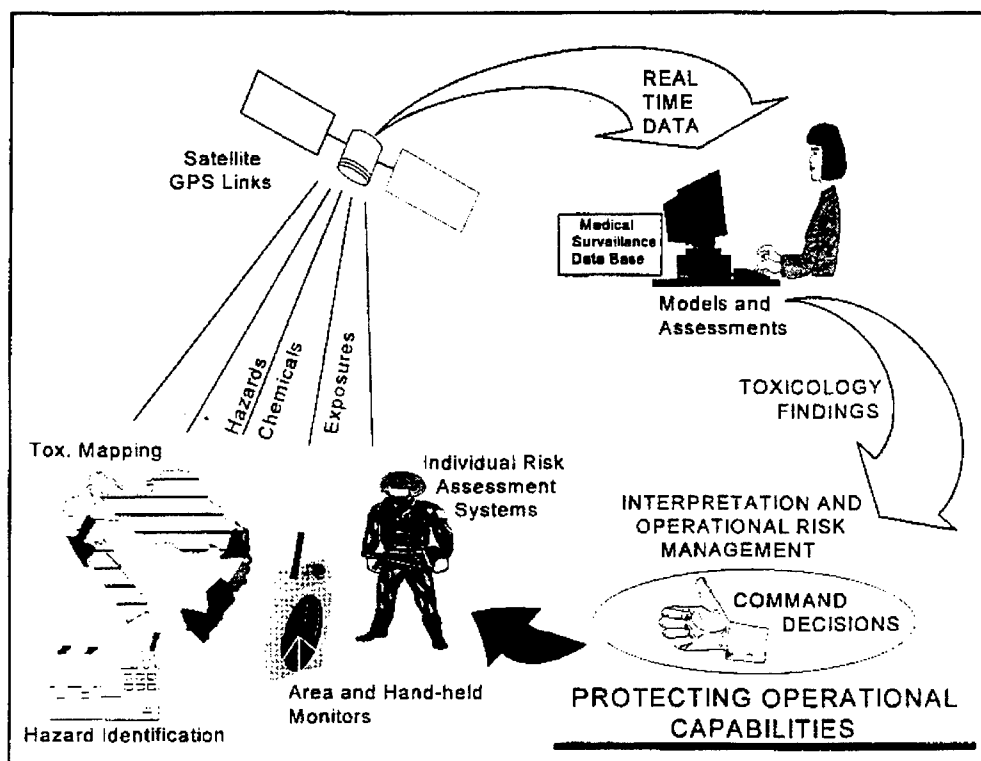 REAL
TIME
DATA
Satellite
GPS Links
Medical
Surveillance
Data Base
Models and
Assessments
Hazards
Chemicals
Exposures
TOXICOLOGY
FINDINGS
Tox. Mapping
Individual Risk
Assessment
Systems
INTERPRETATION AND
OPERATIONAL RISK
MANAGEMENT
COMMAND
DECISIONS
Area and Hand-held
Monitors
Hazard Identification
PROTECTING OPERATIONAL
CAPABILITIES